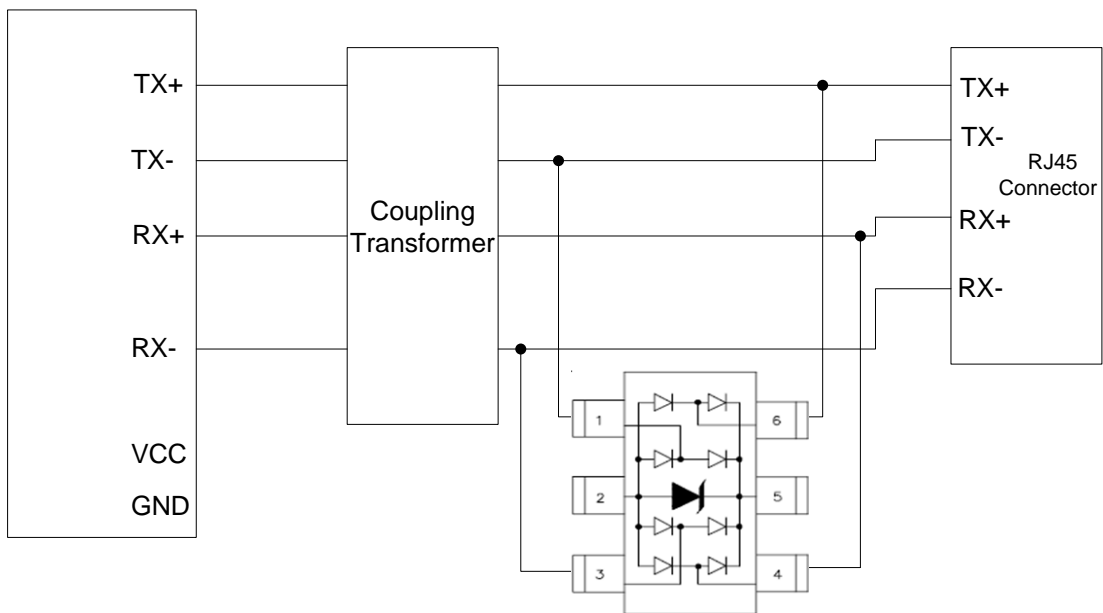 TX+
TX-
RX+
RX-
VCC
GND
Coupling
Transformer
TX+
TX-
RX+
RX-
RJ45
Connector
1
6
2
5
3
4